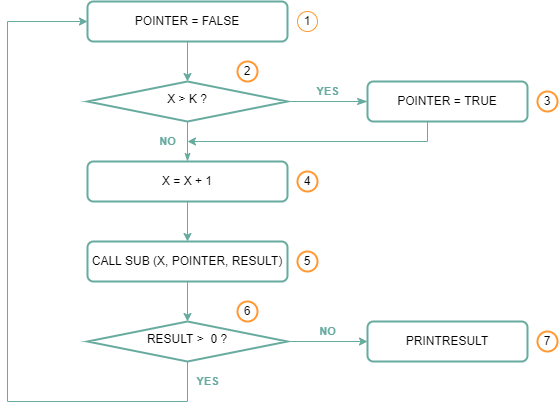 POINTER = FALSE
1
2
X > K ?
YES
POINTER = TRUE
3
NO
X = X + 1
4
CALL SUB (X, POINTER, RESULT)
5
6
RESULT > 0 ?
NO
PRINTRESULT
7
YES